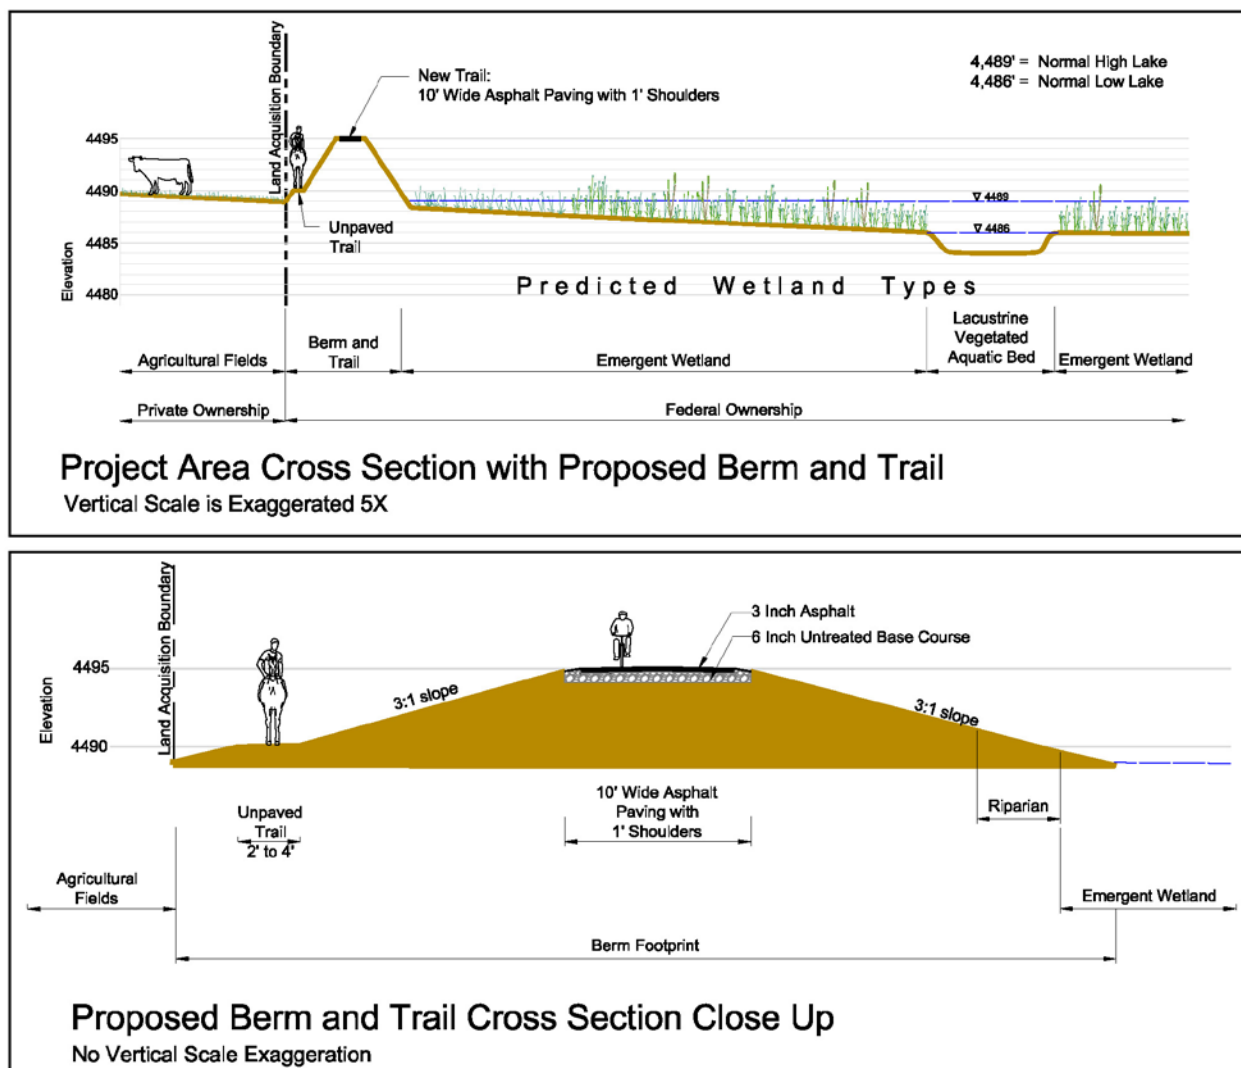 Land Acquisition Boundary
New Trail:
10' Wide Asphalt Paving with 1' Shoulders
4,489' = Normal High Lake
4,486' = Normal Low Lake
4495
4490
4485
4480
Elevation
Unpaved
Trail
4489
4486
Predicted Wetland Types
Agricultural Fields
Berm and
Trail
Emergent Wetland
Lacustrine
Vegetated
Aquatic Bed
Emergent Wetland
Private Ownership
Federal Ownership
Project Area Cross Section with Proposed Berm and Trail
Vertical Scale is Exaggerated 5X
Land Acquisition Boundary
3 Inch Asphalt
6 Inch Untreated Base Course
4495
4490
Elevation
3:1 slope
3:1 slope
Unpaved
Trail
2' to 4'
10' Wide Asphalt
Paving with
1' Shoulders
Riparian
Agricultural
Fields
Emergent Wetland
Berm Footprint
Proposed Berm and Trail Cross Section Close Up
No Vertical Scale Exaggeration